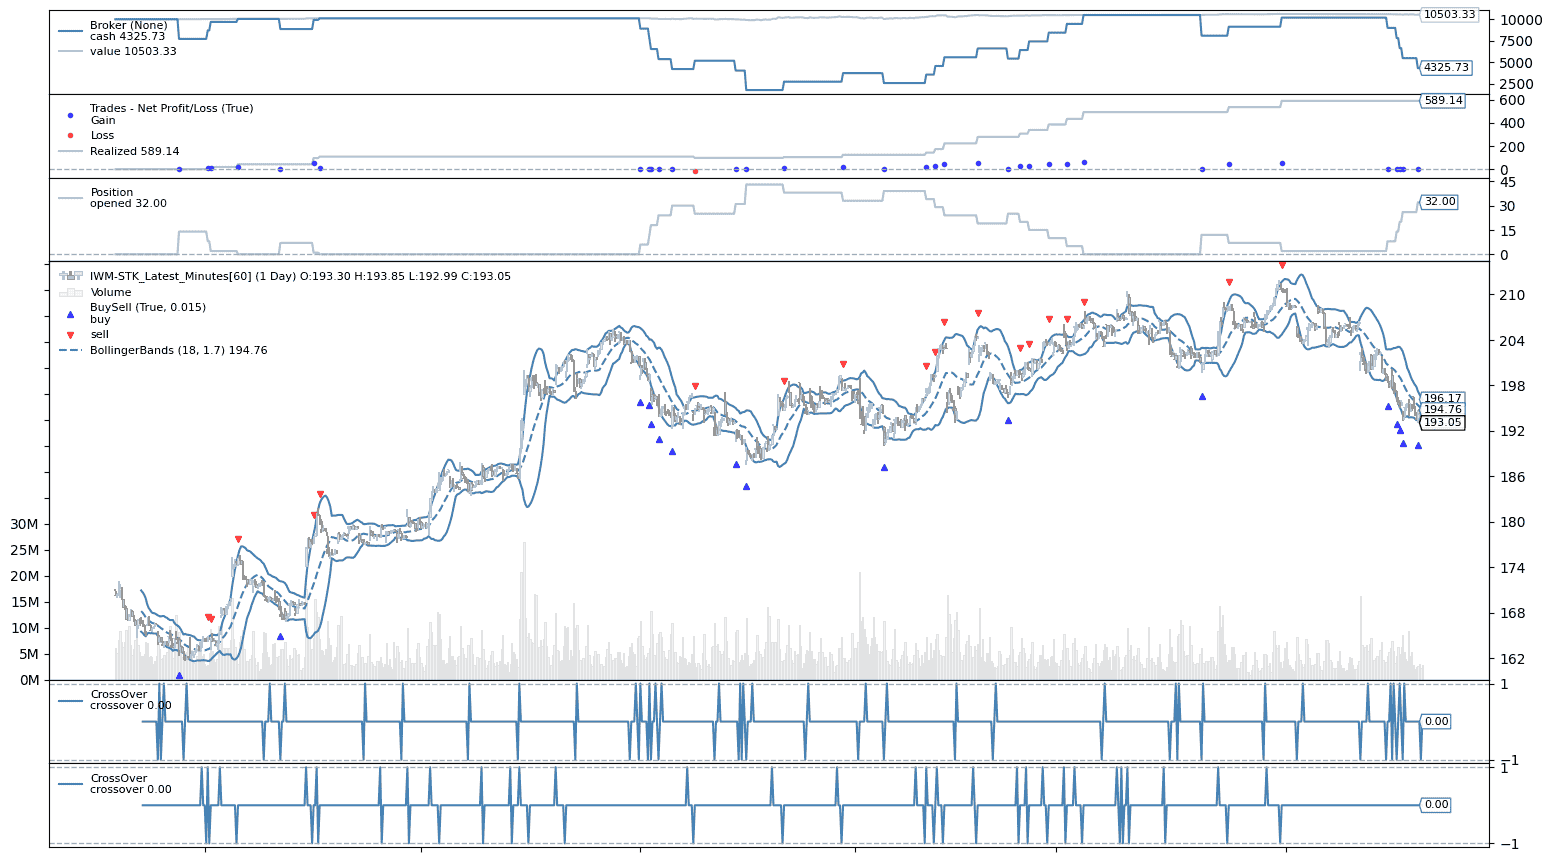 Broker (None)
cash 4325.73
value 10503.33
10503.33
10000
7500
5000
4325.73
2500
Trades - Net Profit/Loss (True)
Gain
Loss
Realized 589.14
589.14
600
400
200
0
Position
opened 32.00
45
32.00
30
15
0
IWM-STK_Latest_Minutes[60] (1 Day) O:193.30 H:193.85 L:192.99 C:193.05
Volume
BuySell (True, 0.015)
buy
sell
BollingerBands (18, 1.7) 194.76
210
204
198
196.17
194.76
193.05
192
186
180
174
168
162
30M
25M
20M
15M
10M
5M
0M
CrossOver
crossover 0.00
1
0.00
−1
CrossOver
crossover 0.00
1
0.00
−1